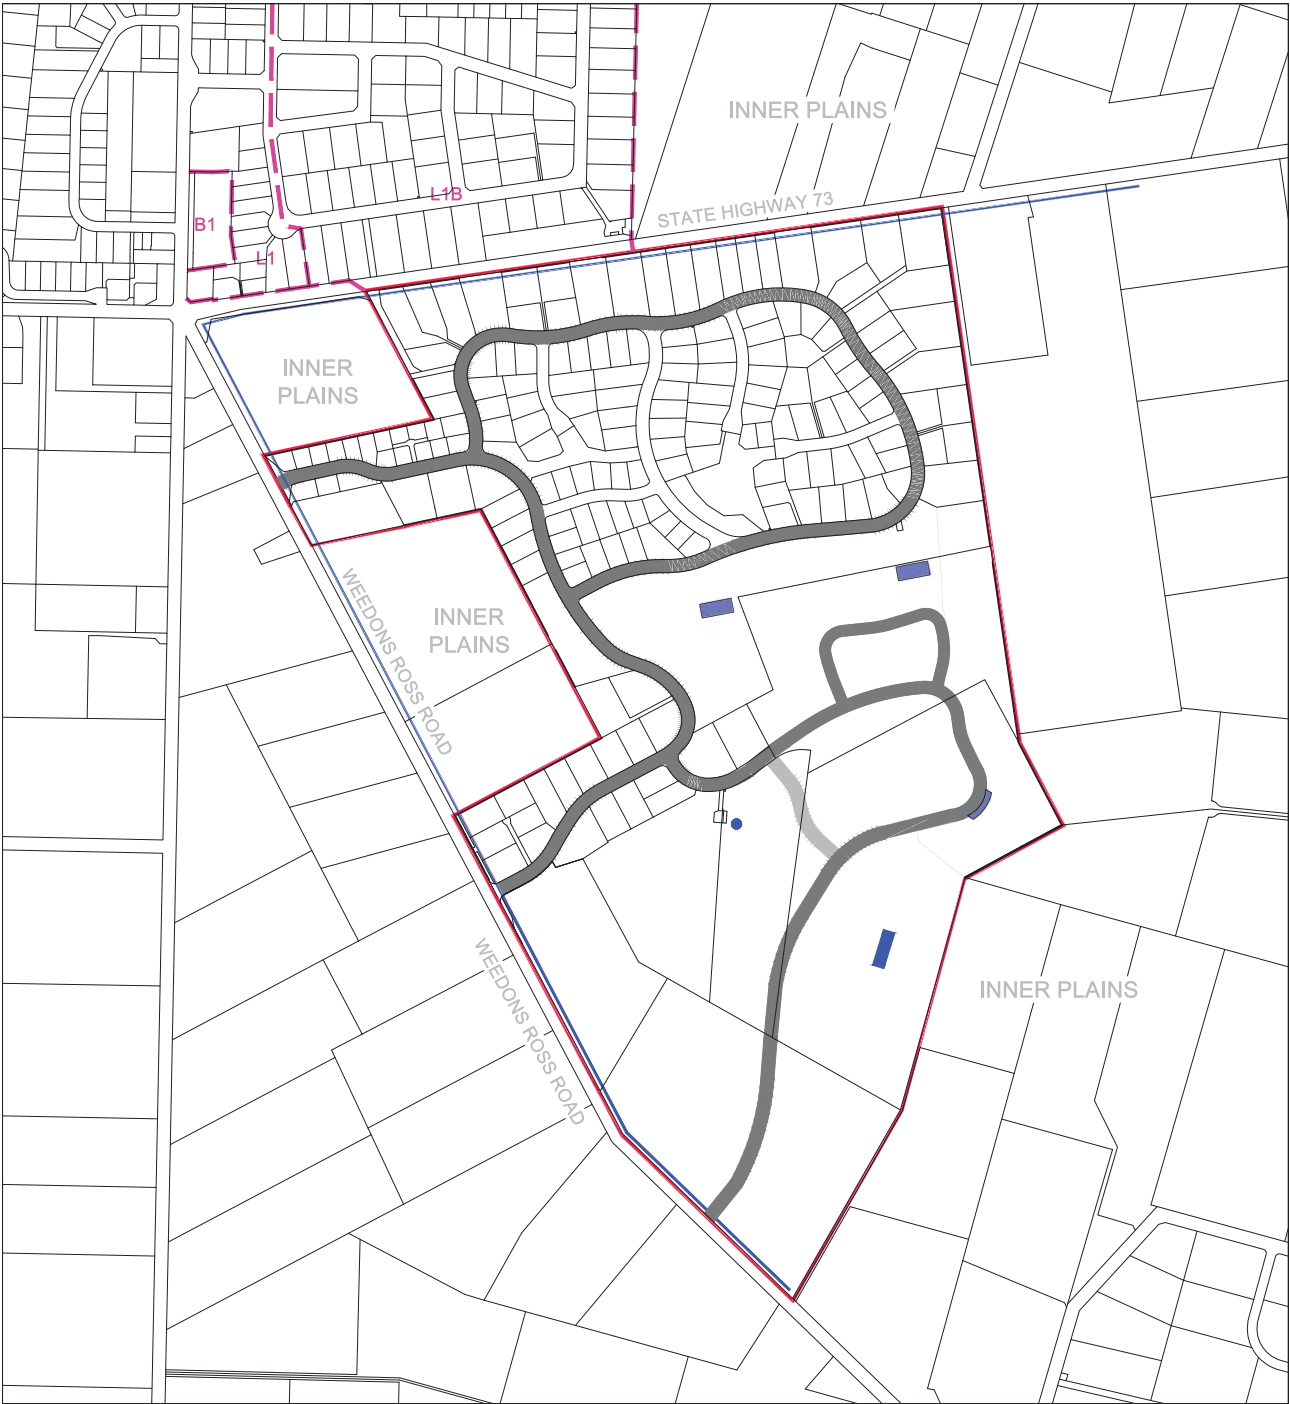 INNER PLAINS
L1B
STATE HIGHWAY 73
B1
L1
INNER
PLAINS
INNER
PLAINS
WEEDONS ROSS ROAD
WEEDONS ROSS ROAD
INNER PLAINS